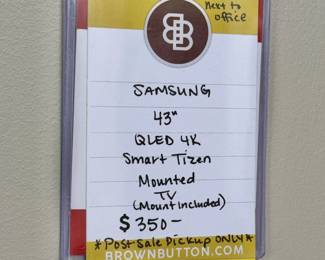 Next to
office
BB
SAMSUNG
43"
QLED 4K
Smart Tizen
Mounted
TV
(Mount included)
$350-
*Post Sale Pickup ONLY*
BROWNBUTTON.COM